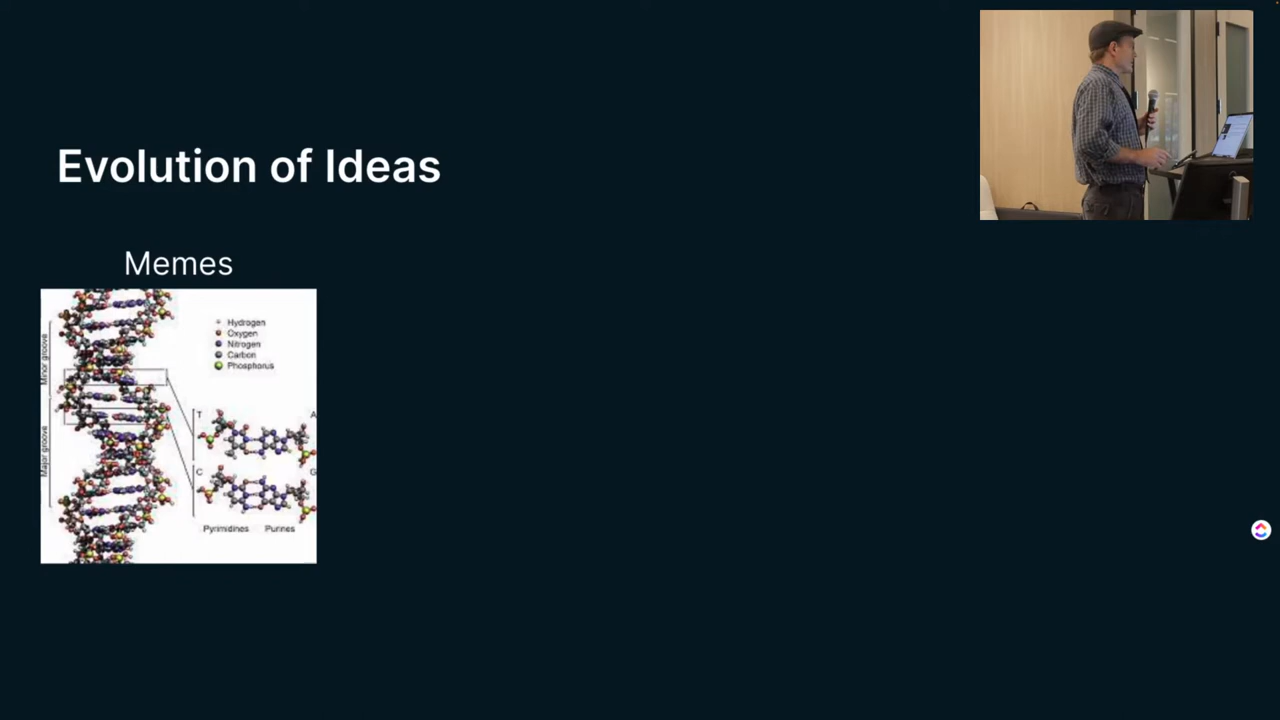 Evolution of Ideas
Memes
Hydrogen
Oxygen
Nitrogen
Carbon
Phosphorus
Minor groove
Major groove
T
A
C
G
Pyrimidines Purines